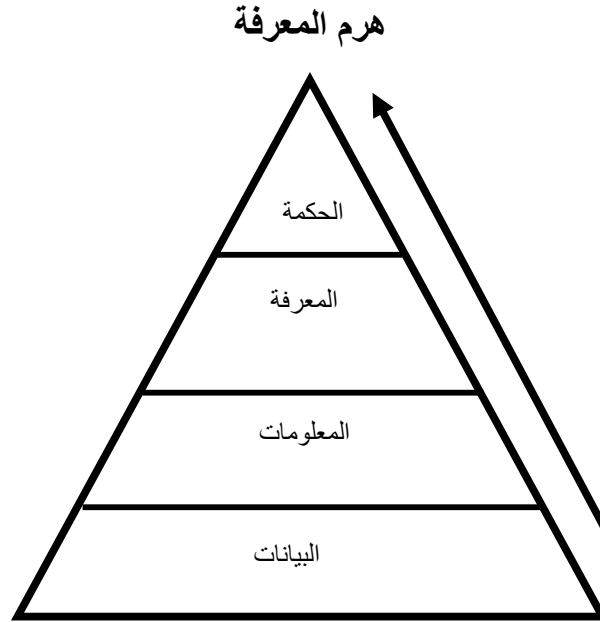 هرم المعرفة
الحكمة
المعرفة
المعلومات
البيانات